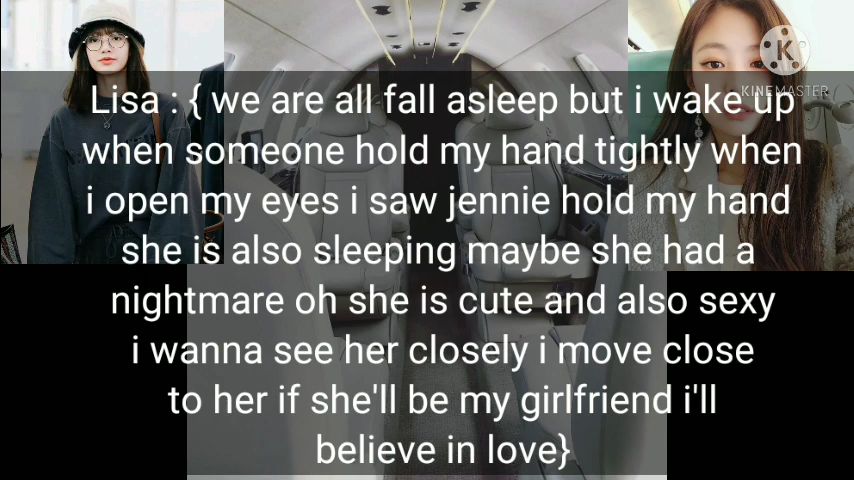 KINEMASTER
Lisa : { we are all fall asleep but i wake up
when someone hold my hand tightly when
i open my eyes i saw jennie hold my hand
she is also sleeping maybe she had a
nightmare oh she is cute and also sexy
i wanna see her closely i move close
to her if she'll be my girlfriend i'll
believe in love}